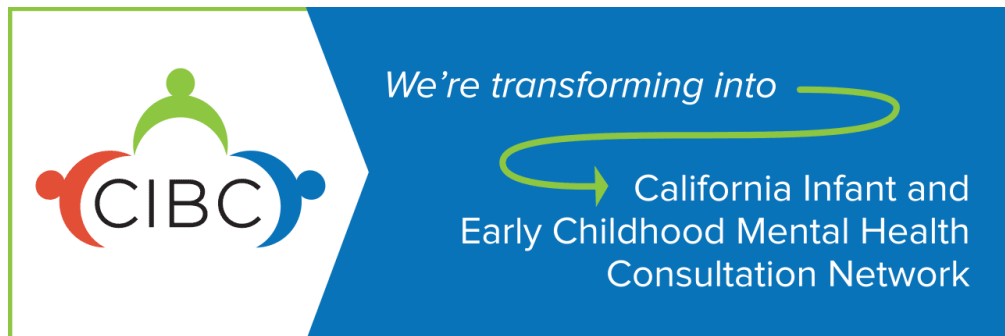 CIBC
We're transforming into
California Infant and
Early Childhood Mental Health
Consultation Network